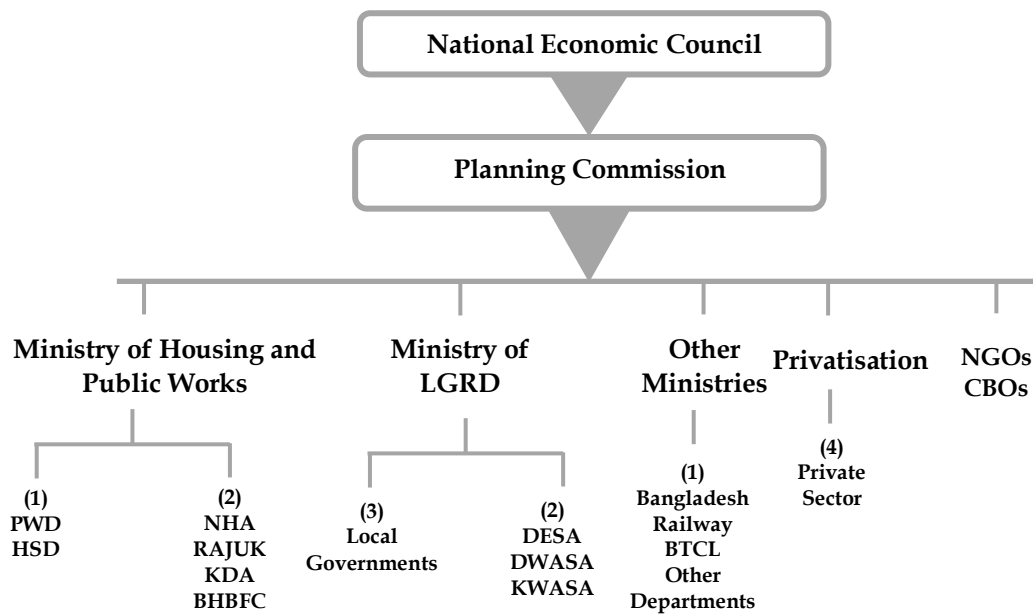 National Economic Council
Planning Commission
Ministry of Housing and
Public Works
Ministry of
LGRD
Other
Ministries
Privatisation
NGOs
CBOs
(1)
PWD
HSD
(2)
NHA
RAJUK
KDA
BHBFC
(3)
Local
Governments
(2)
DESA
DWASA
KWASA
(1)
Bangladesh
Railway
BTCL
Other
Departments
(4)
Private
Sector